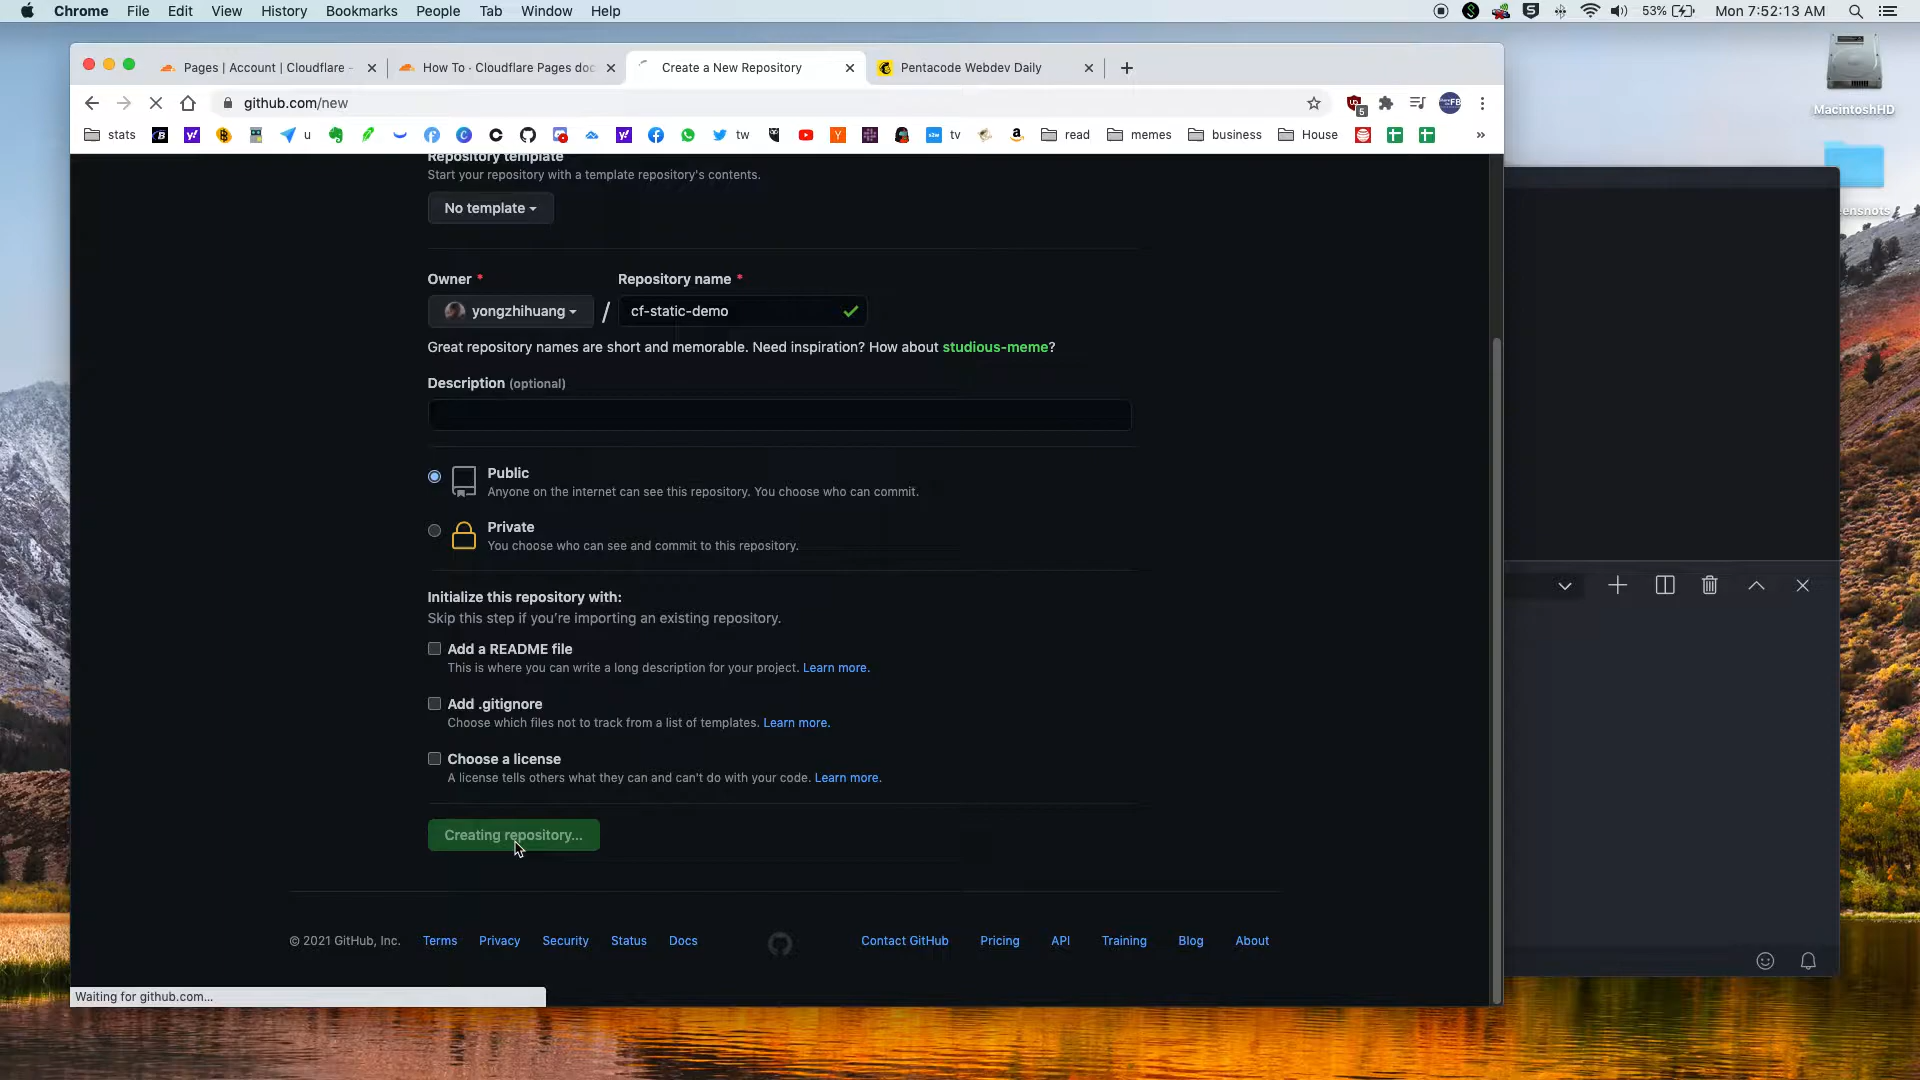 Chrome File Edit View History Bookmarks People Tab Window Help
53% Mon 7:52:13 AM
Pages | Account | Cloudflare -
How To · Cloudflare Pages doc
Create a New Repository
Pentacode Webdev Daily
github.com/new
5
FB
stats
u
tw
tv
read
memes
business
House
»
MacintoshHD
Repository template
Start your repository with a template repository's contents.
No template
Owner *
Repository name *
yongzhihuang
/
cf-static-demo
Great repository names are short and memorable. Need inspiration? How about studious-meme?
Description (optional)
Public
Anyone on the internet can see this repository. You choose who can commit.
Private
You choose who can see and commit to this repository.
Initialize this repository with:
Skip this step if you're importing an existing repository.
Add a README file
This is where you can write a long description for your project. Learn more.
Add .gitignore
Choose which files not to track from a list of templates. Learn more.
Choose a license
A license tells others what they can and can't do with your code. Learn more.
Creating repository...
© 2021 GitHub, Inc. Terms Privacy Security Status Docs
Contact GitHub Pricing API Training Blog About
Waiting for github.com...